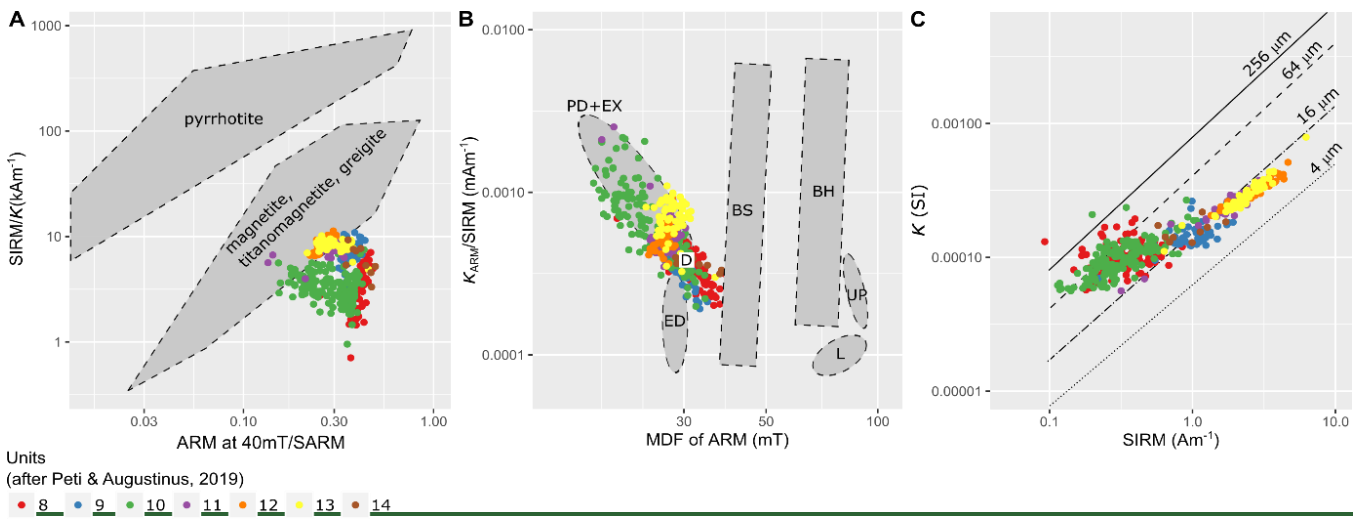 A
SIRM/K(kAm⁻¹)
1000
100
10
1
pyrrhotite
magnetite,
titanomagnetite, greigite
0.03 0.10 0.30 1.00
ARM at 40mT/SARM
B
K_ARM/SIRM (mAm⁻¹)
0.0100
0.0010
0.0001
PD+EX
BS
BH
D
ED
UP
L
30 50 100
MDF of ARM (mT)
C
K (SI)
0.00100
0.00010
0.00001
256 μm
64 μm
16 μm
4 μm
0.1 1.0 10.0
SIRM (Am⁻¹)
Units
(after Peti & Augustinus, 2019)
8 9 10 11 12 13 14